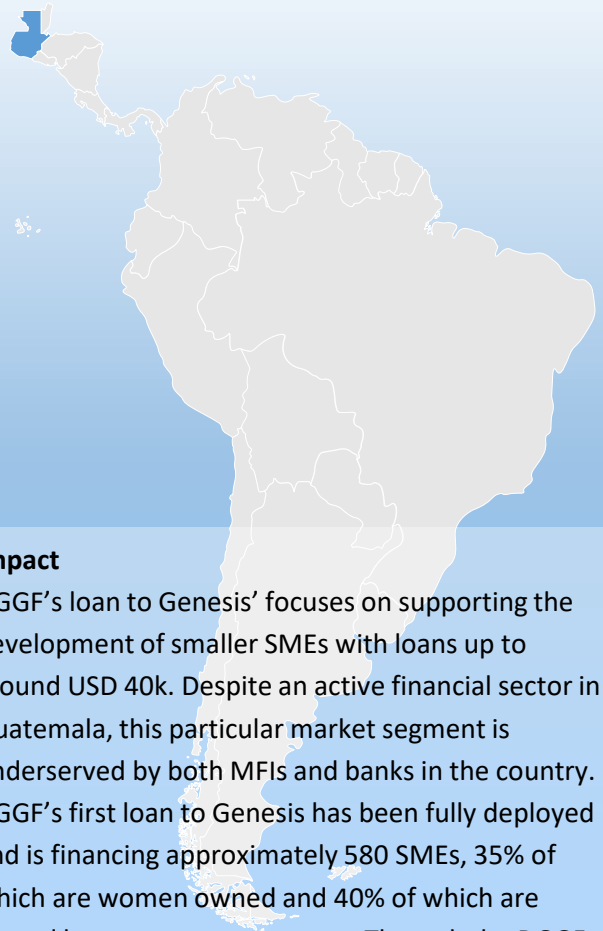 mpact
GGF’s loan to Genesis’ focuses on supporting the
evelopment of smaller SMEs with loans up to
ound USD 40k. Despite an active financial sector in
uatemala, this particular market segment is
nderserved by both MFIs and banks in the country.
GGF’s first loan to Genesis has been fully deployed
nd is financing approximately 580 SMEs, 35% of
hich are women owned and 40% of which are